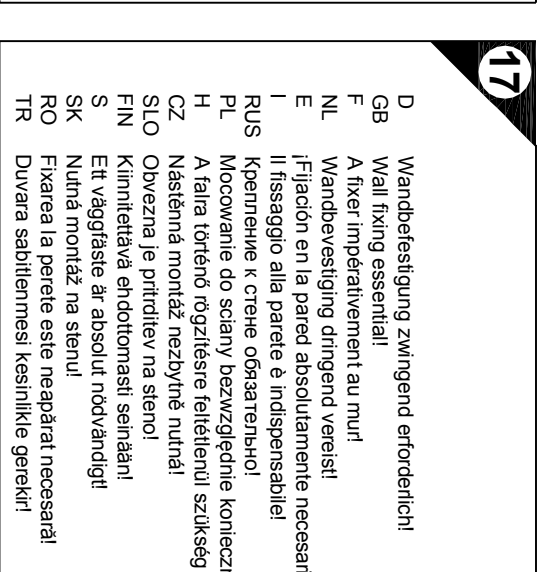 17
D Wandbefestigung zwingend erforderlich!
GB Wall fixing essential!
F A fixer impérativement au mur!
NL Wandbevestiging dringend vereist!
E ¡Fijación en la pared absolutamente necesari
I Il fissaggio alla parete è indispensabile!
RUS Крепление к стене обязательно!
PL Mocowanie do sciany bezwzględnie konieczn
H A falra történő rögzítésre feltétlenül szükség
CZ Nástěnná montáž nezbytně nutná!
SLO Obvezna je pritrditev na steno!
FIN Kiinnitettävä ehdottomasti seinään!
S Ett väggfäste är absolut nödvändigt!
SK Nutná montáž na stenu!
RO Fixarea la perete este neapărat necesară!
TR Duvara sabitlenmesi kesinlikle gerekir!